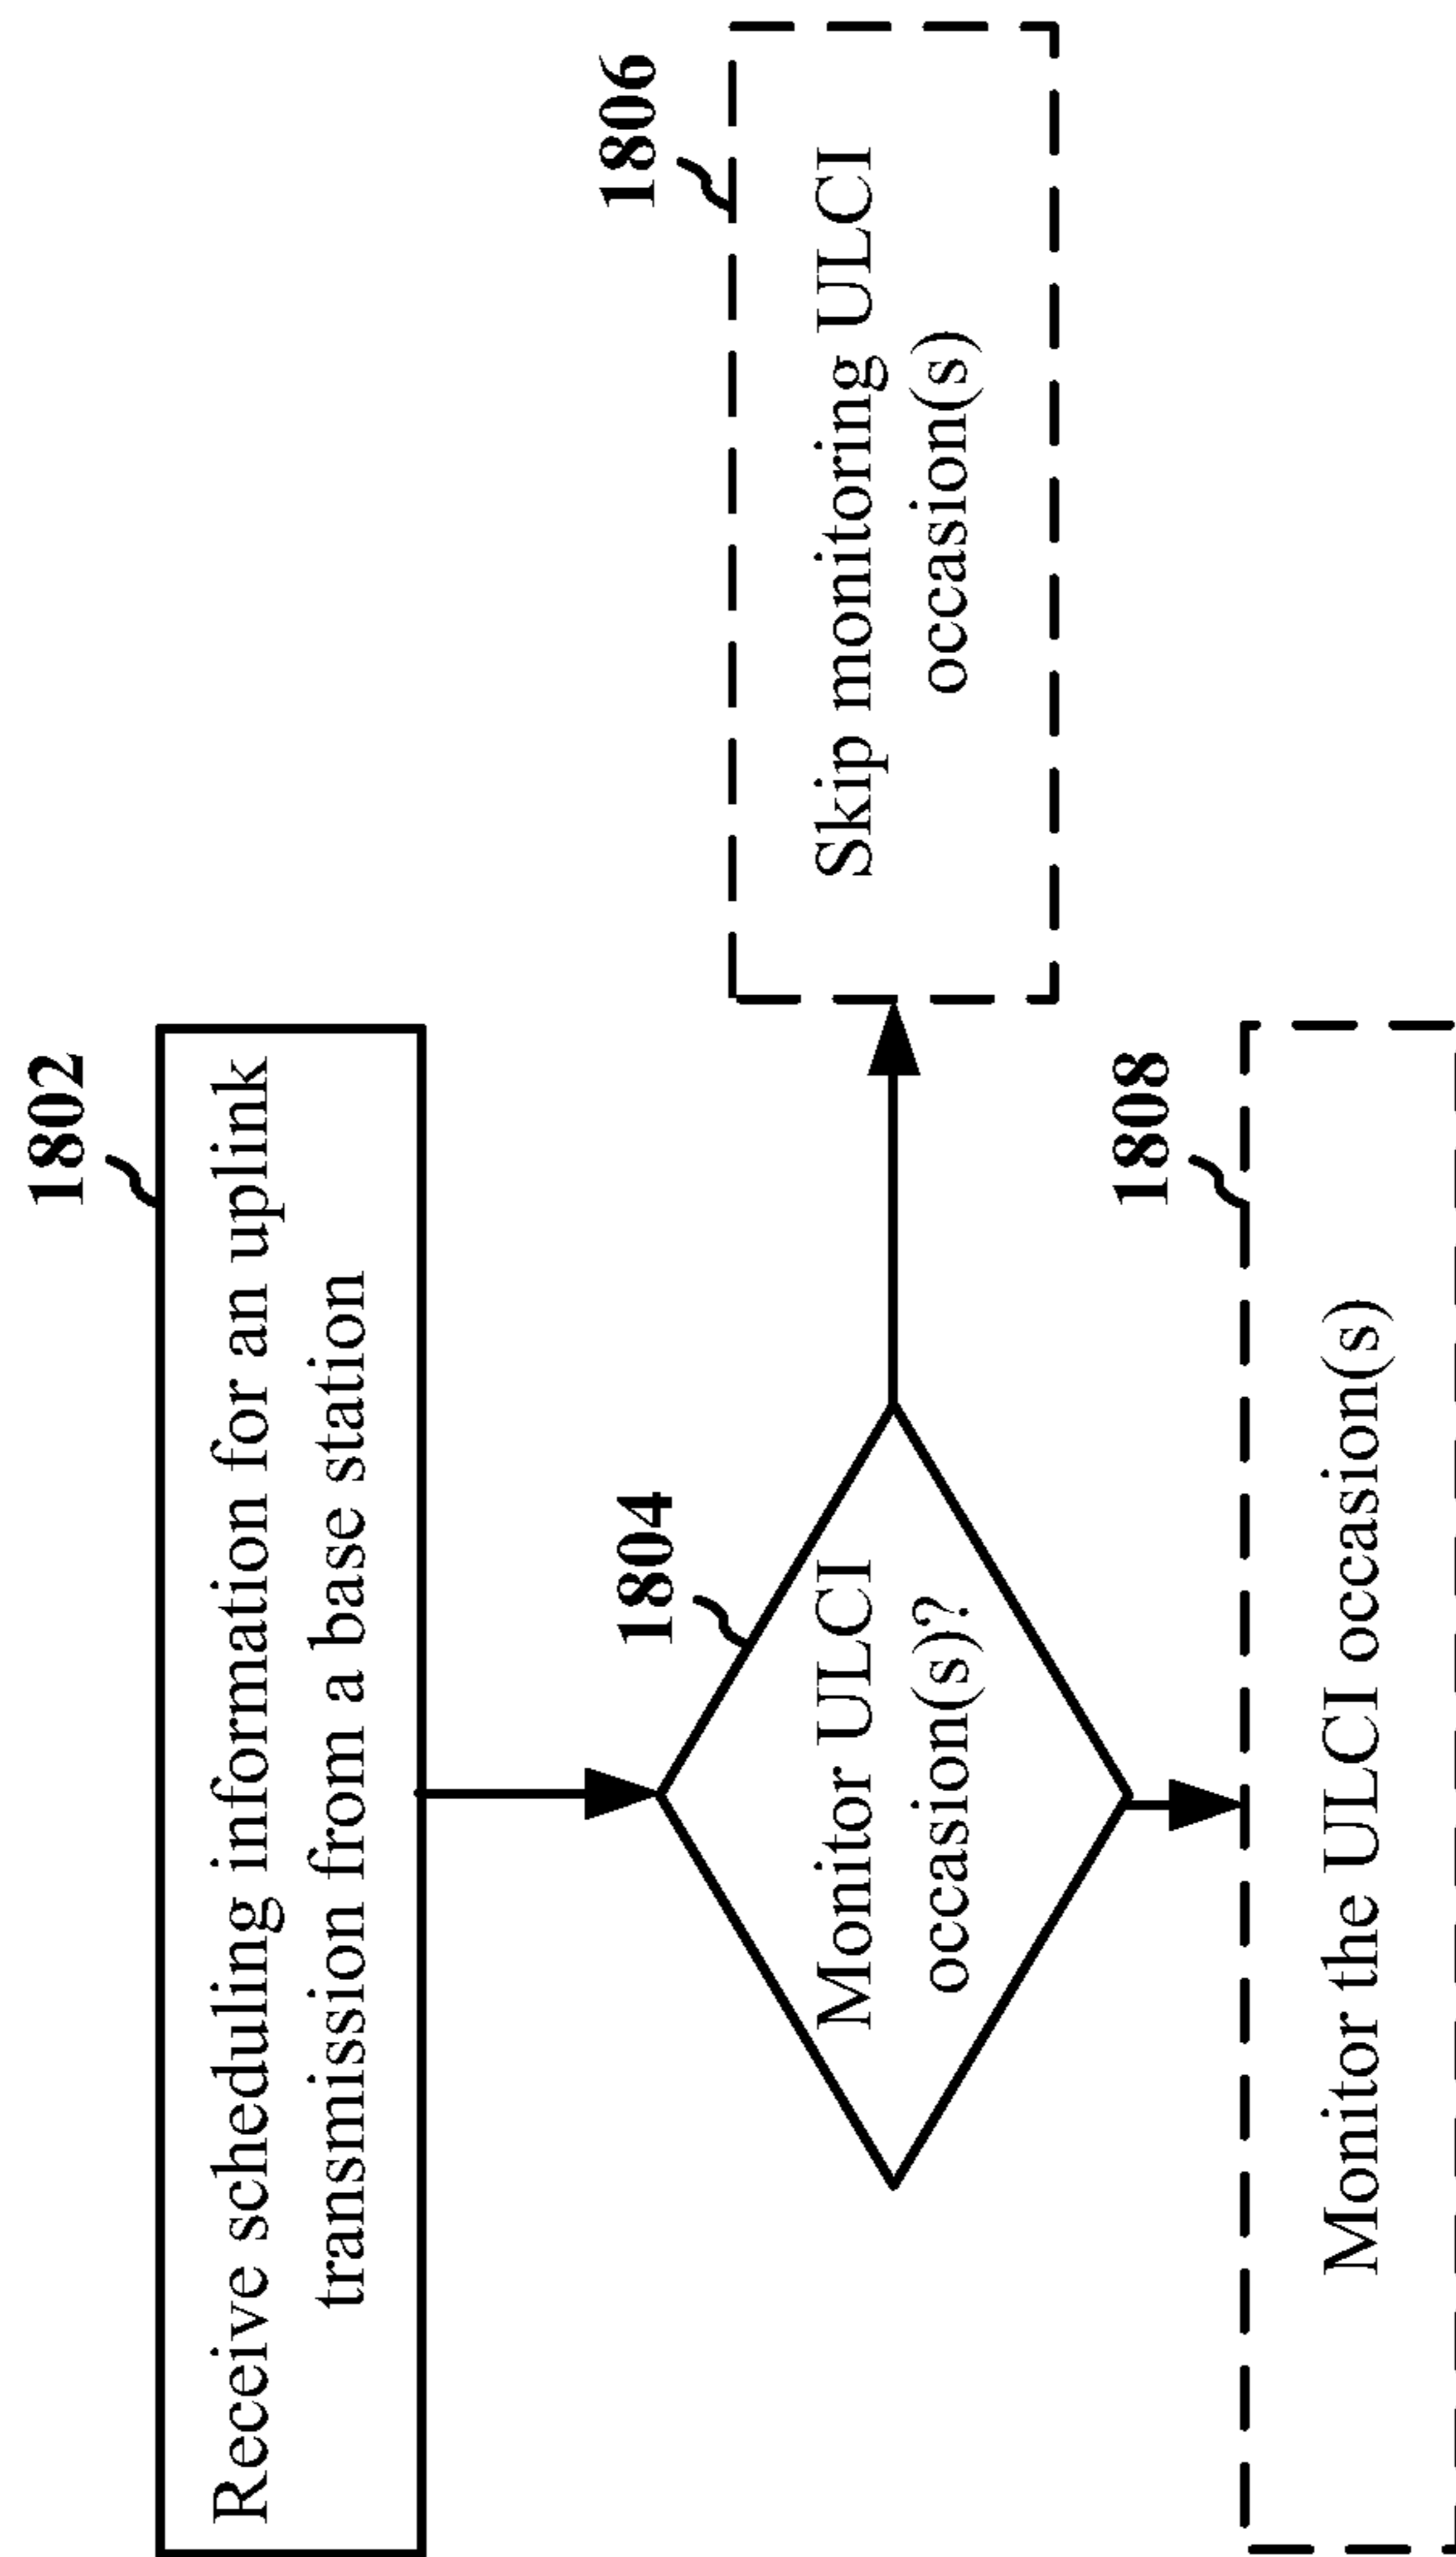 1802
Receive scheduling information for an uplink
transmission from a base station
1804
Monitor ULCI
occasion(s)?
1806
Skip monitoring ULCI
occasion(s)
1808
Monitor the ULCI occasion(s)